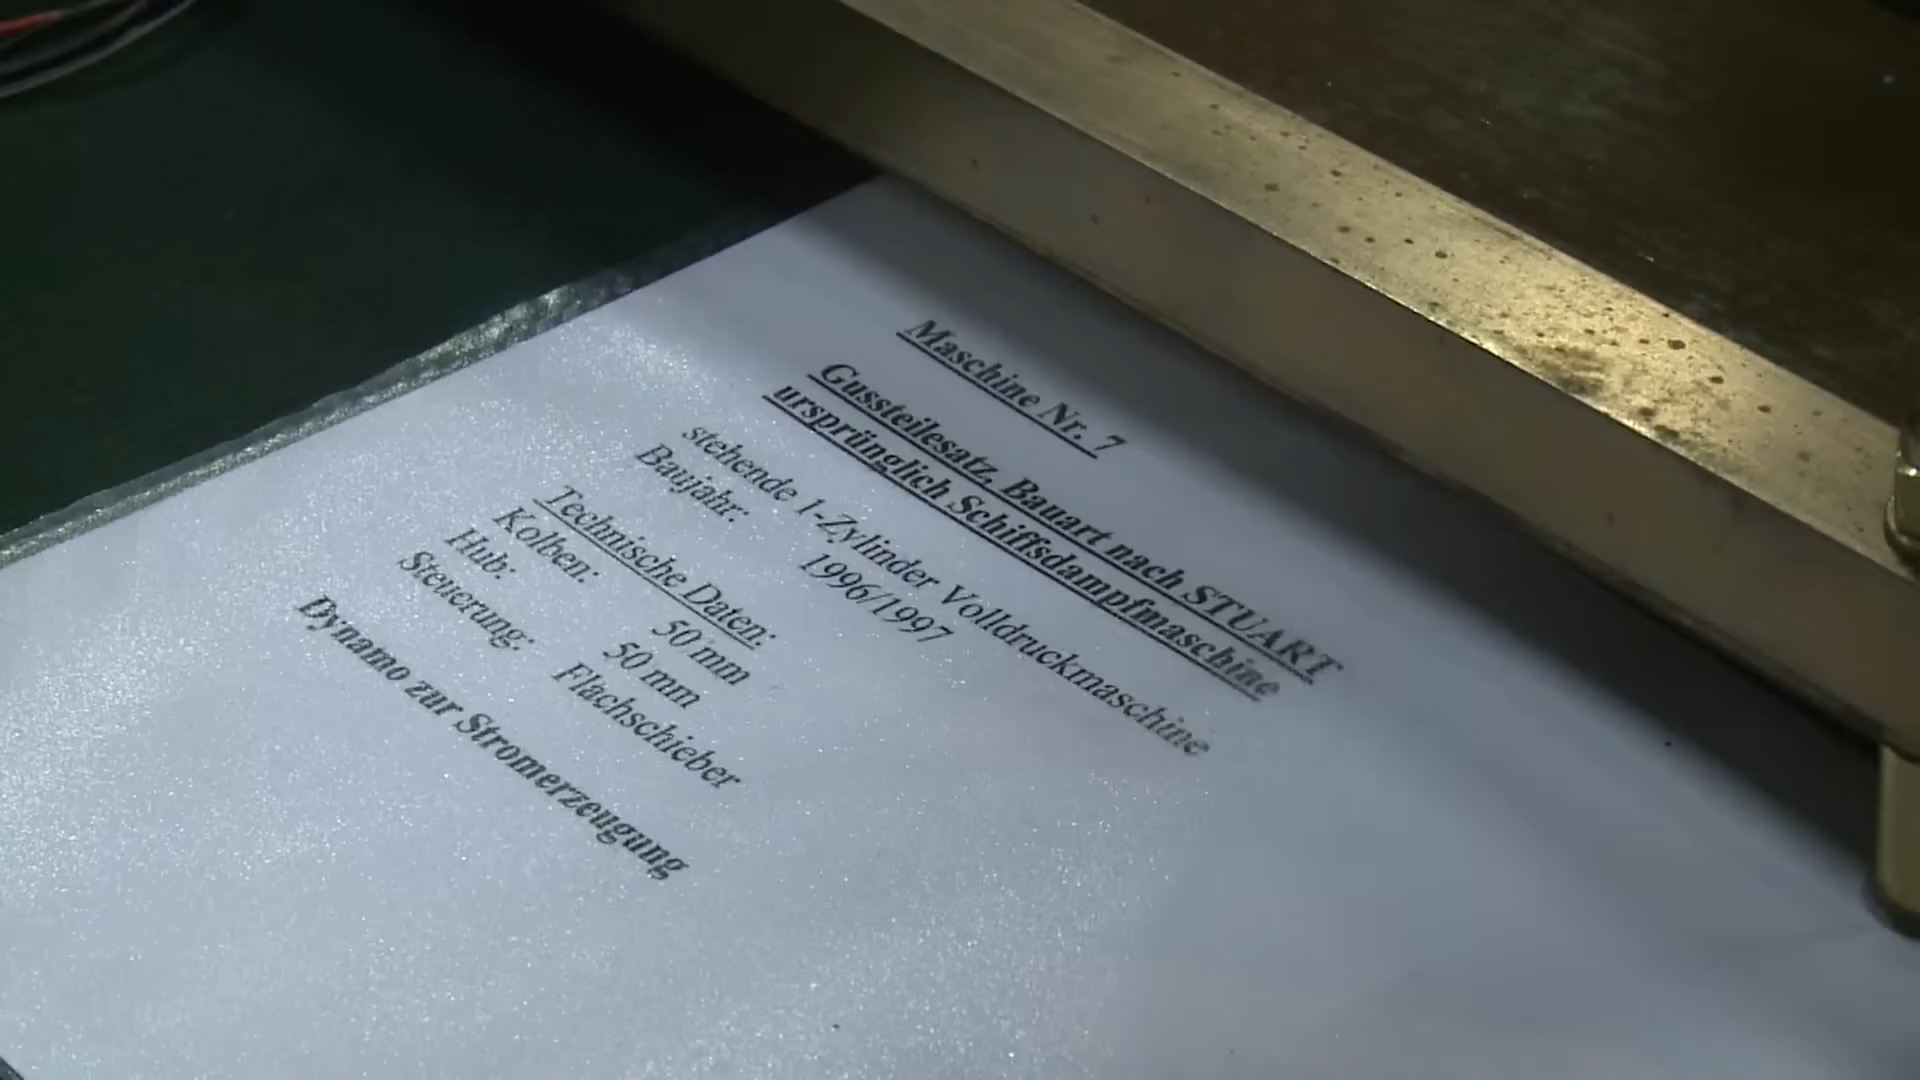 Maschine Nr. 7
Gussteilesatz, Bauart nach STUART
ursprünglich Schiffsdampfmaschine
stehende 1-Zylinder Volldruckmaschine
Baujahr: 1996/1997
Technische Daten:
Kolben: 50 mm
Hub: 50 mm
Steuerung: Flachschieber
Dynamo zur Stromerzeugung